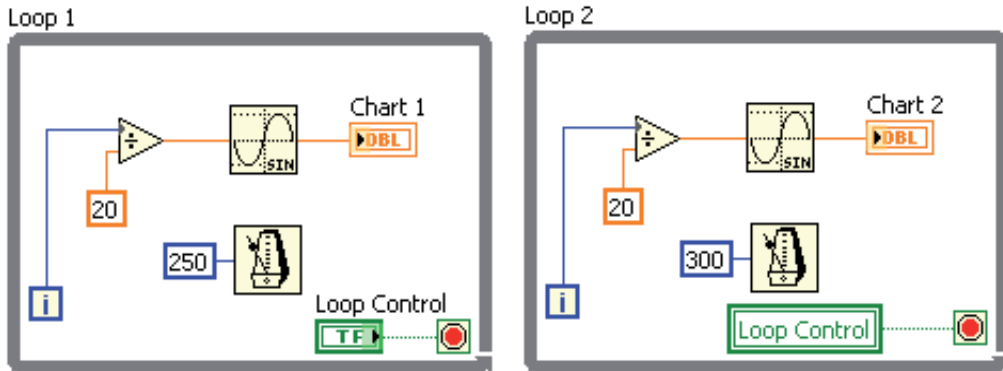 Loop 1
Chart 1
÷
SIN
DBL
20
250
i
Loop Control
TF
Loop 2
Chart 2
÷
SIN
DBL
20
300
i
Loop Control